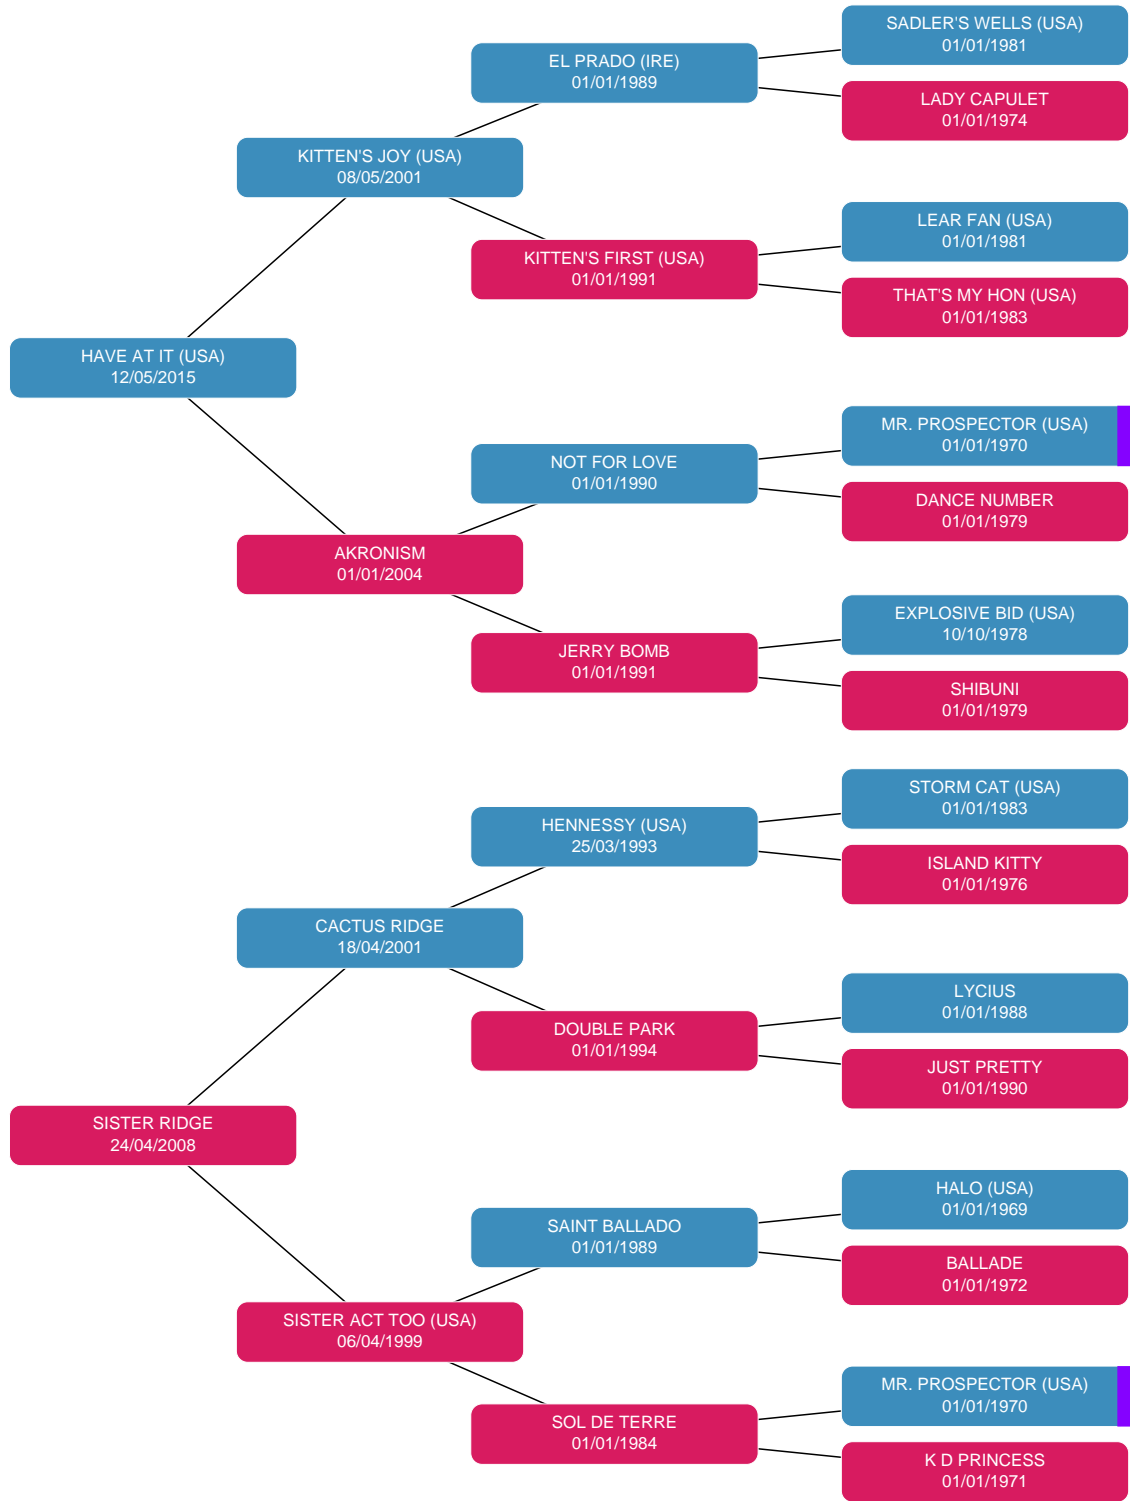 SADLER'S WELLS (USA)
01/01/1981
EL PRADO (IRE)
01/01/1989
LADY CAPULET
01/01/1974
KITTEN'S JOY (USA)
08/05/2001
LEAR FAN (USA)
01/01/1981
KITTEN'S FIRST (USA)
01/01/1991
THAT'S MY HON (USA)
01/01/1983
HAVE AT IT (USA)
12/05/2015
MR. PROSPECTOR (USA)
01/01/1970
NOT FOR LOVE
01/01/1990
DANCE NUMBER
01/01/1979
AKRONISM
01/01/2004
EXPLOSIVE BID (USA)
10/10/1978
JERRY BOMB
01/01/1991
SHIBUNI
01/01/1979
STORM CAT (USA)
01/01/1983
HENNESSY (USA)
25/03/1993
ISLAND KITTY
01/01/1976
CACTUS RIDGE
18/04/2001
LYCIUS
01/01/1988
DOUBLE PARK
01/01/1994
JUST PRETTY
01/01/1990
SISTER RIDGE
24/04/2008
HALO (USA)
01/01/1969
SAINT BALLADO
01/01/1989
BALLADE
01/01/1972
SISTER ACT TOO (USA)
06/04/1999
MR. PROSPECTOR (USA)
01/01/1970
SOL DE TERRE
01/01/1984
K D PRINCESS
01/01/1971